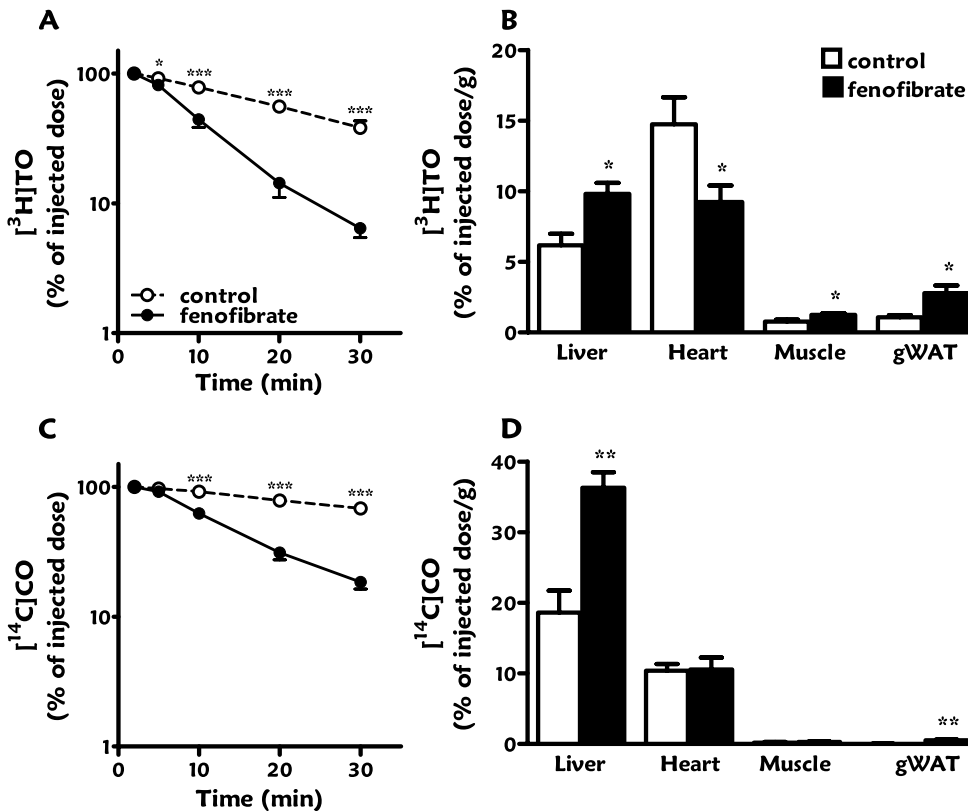 A
[³H]TO
(% of injected dose)
100
10
1
* *** *** ***
control
fenofibrate
0 10 20 30
Time (min)
B
[³H]TO
(% of injected dose/g)
20
15
10
5
0
control
fenofibrate
* * * *
Liver Heart Muscle gWAT
C
[¹⁴C]CO
(% of injected dose)
100
10
1
*** *** ***
0 10 20 30
Time (min)
D
[¹⁴C]CO
(% of injected dose/g)
40
30
20
10
0
** **
Liver Heart Muscle gWAT